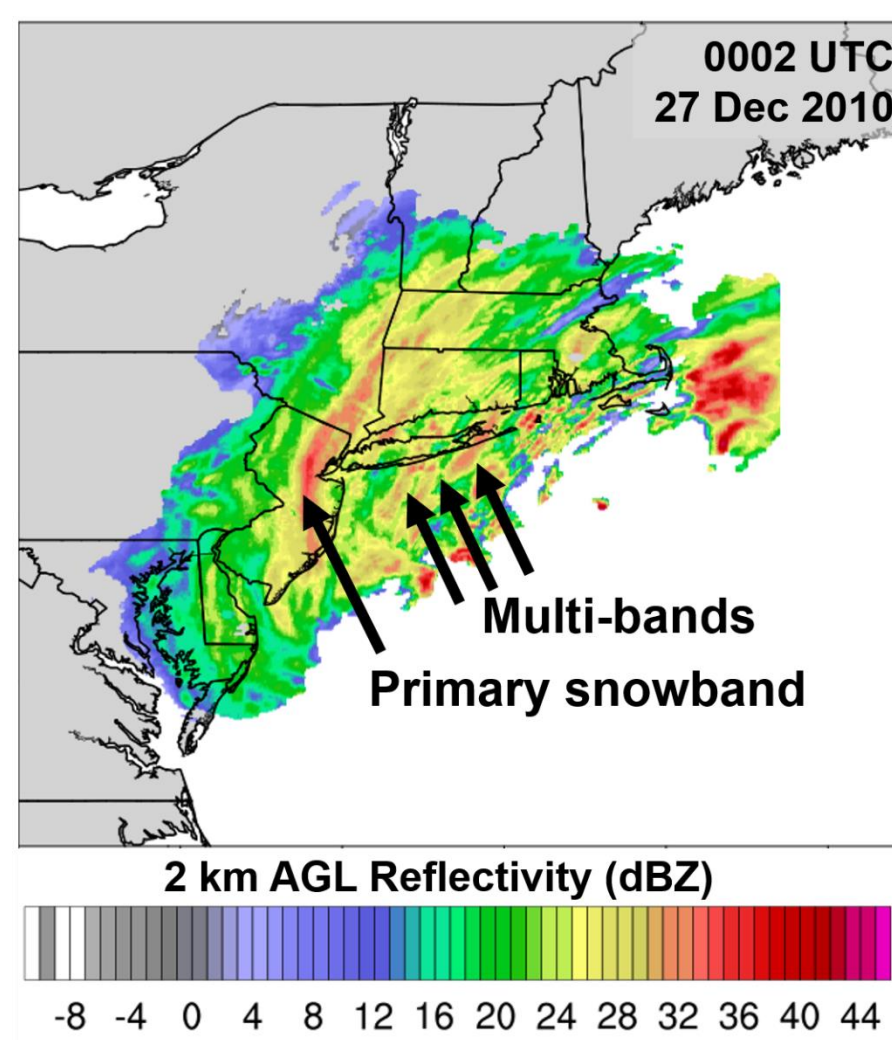 0002 UTC
27 Dec 2010
Multi-bands
Primary snowband
2 km AGL Reflectivity (dBZ)
-8 -4 0 4 8 12 16 20 24 28 32 36 40 44